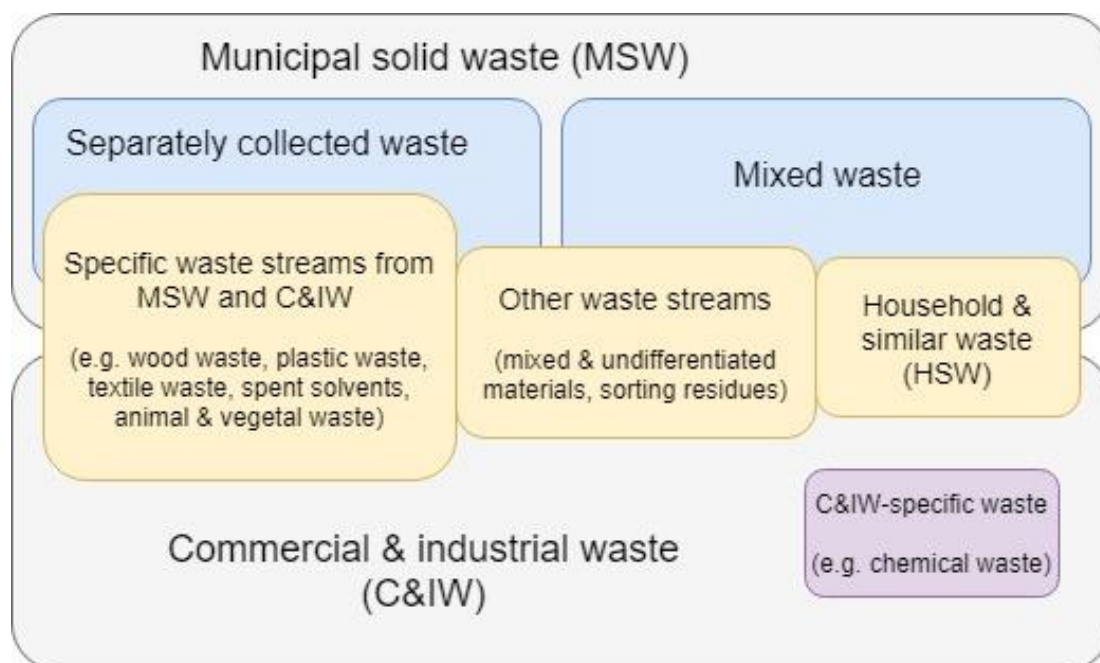 Municipal solid waste (MSW)
Separately collected waste
Mixed waste
Specific waste streams from
MSW and C&IW
(e.g. wood waste, plastic waste,
textile waste, spent solvents,
animal & vegetal waste)
Other waste streams
(mixed & undifferentiated
materials, sorting residues)
Household &
similar waste
(HSW)
C&IW-specific waste
(e.g. chemical waste)
Commercial & industrial waste
(C&IW)